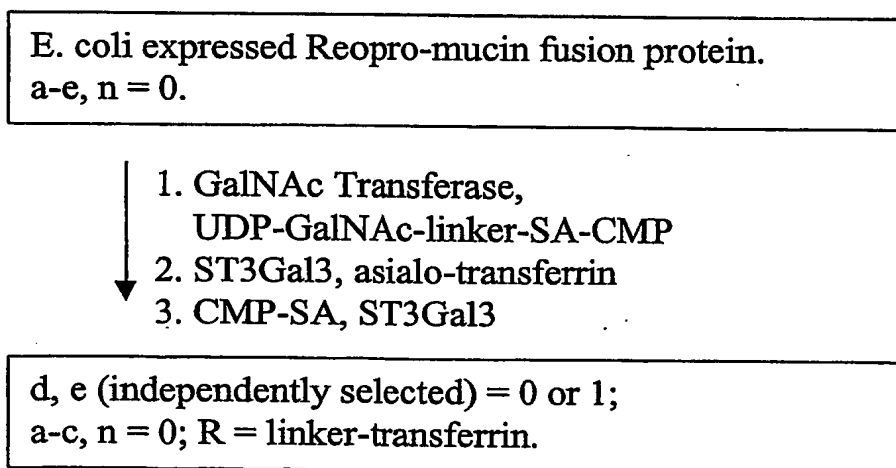 E. coli expressed Reopro-mucin fusion protein.
a-e, n = 0.
1. GalNAc Transferase,
UDP-GalNAc-linker-SA-CMP
2. ST3Gal3, asialo-transferrin
3. CMP-SA, ST3Gal3
d, e (independently selected) = 0 or 1;
a-c, n = 0; R = linker-transferrin.